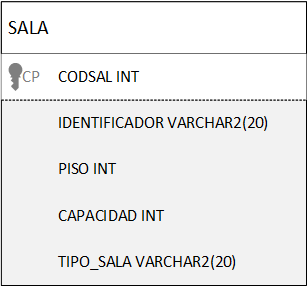 SALA
CP CODSAL INT
IDENTIFICADOR VARCHAR2(20)
PISO INT
CAPACIDAD INT
TIPO_SALA VARCHAR2(20)